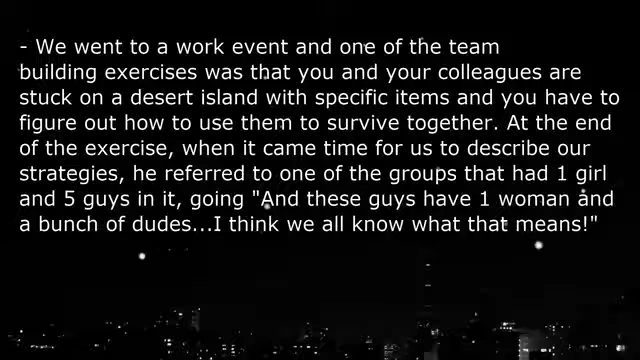 - We went to a work event and one of the team
building exercises was that you and your colleagues are
stuck on a desert island with specific items and you have to
figure out how to use them to survive together. At the end
of the exercise, when it came time for us to describe our
strategies, he referred to one of the groups that had 1 girl
and 5 guys in it, going "And these guys have 1 woman and
a bunch of dudes...I think we all know what that means!"